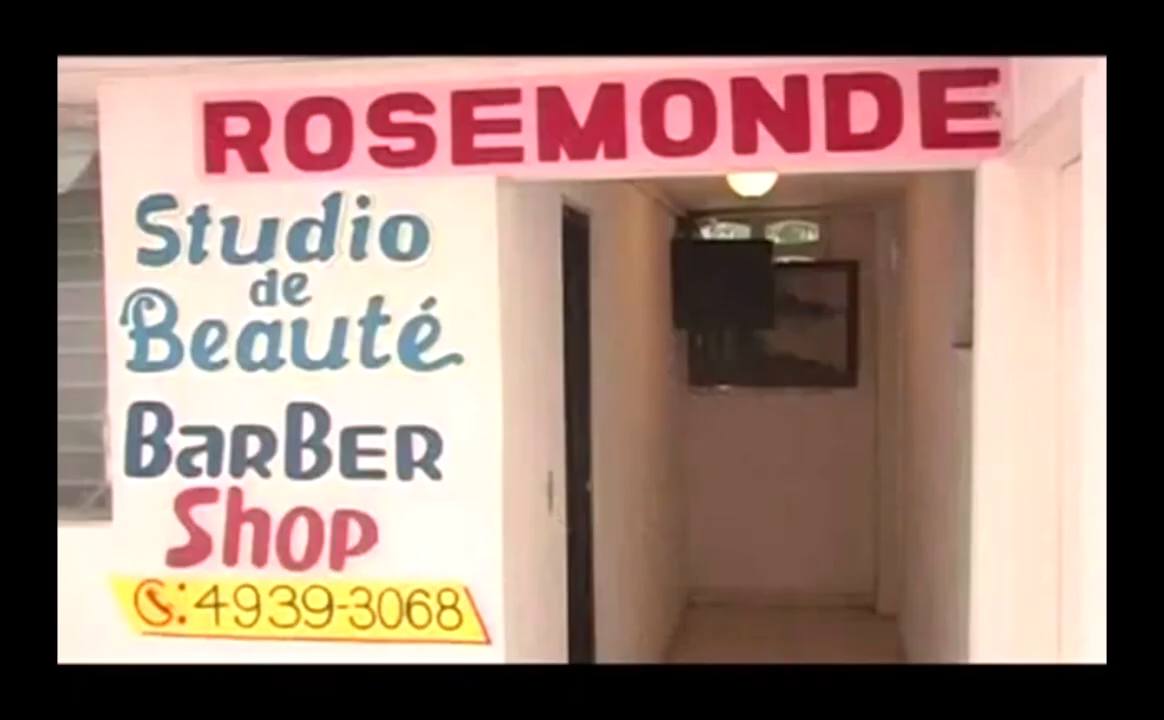 ROSEMONDE
Studio
de
Beauté
BarBer
Shop
: 4939-3068